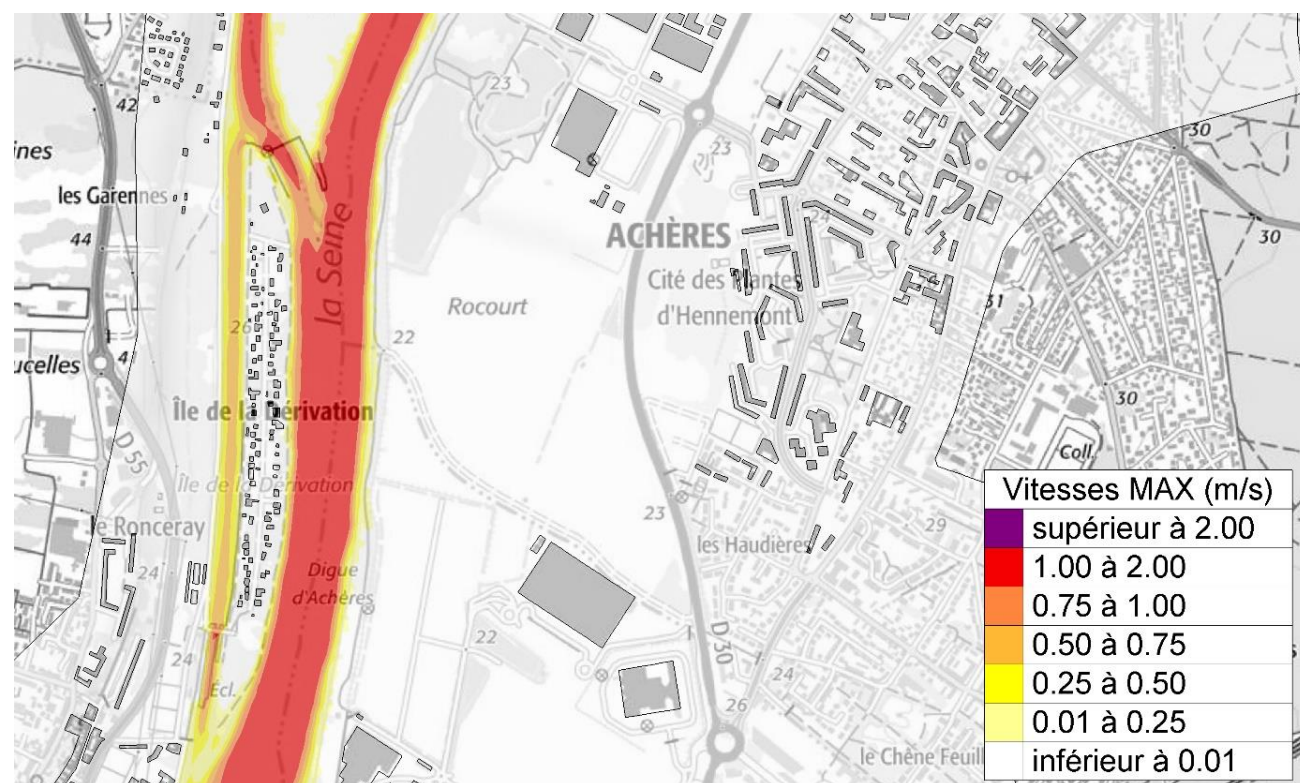 23
42
ines
les Garennes
44
ucelles
4
Île de la Dérivation
Île de la Dérivation
D 55
le Ronceray
24
24
Écl.
26
la Seine
22
Rocourt
Digue
d'Achères
22
23
23
ACHÈRES
Cité des Plantes
d'Hennemont
24
30
30
31
30
Coll.
les Haudières
29
D30
24
26
le Chêne Feuill
Vitesses MAX (m/s)
supérieur à 2.00
1.00 à 2.00
0.75 à 1.00
0.50 à 0.75
0.25 à 0.50
0.01 à 0.25
inférieur à 0.01